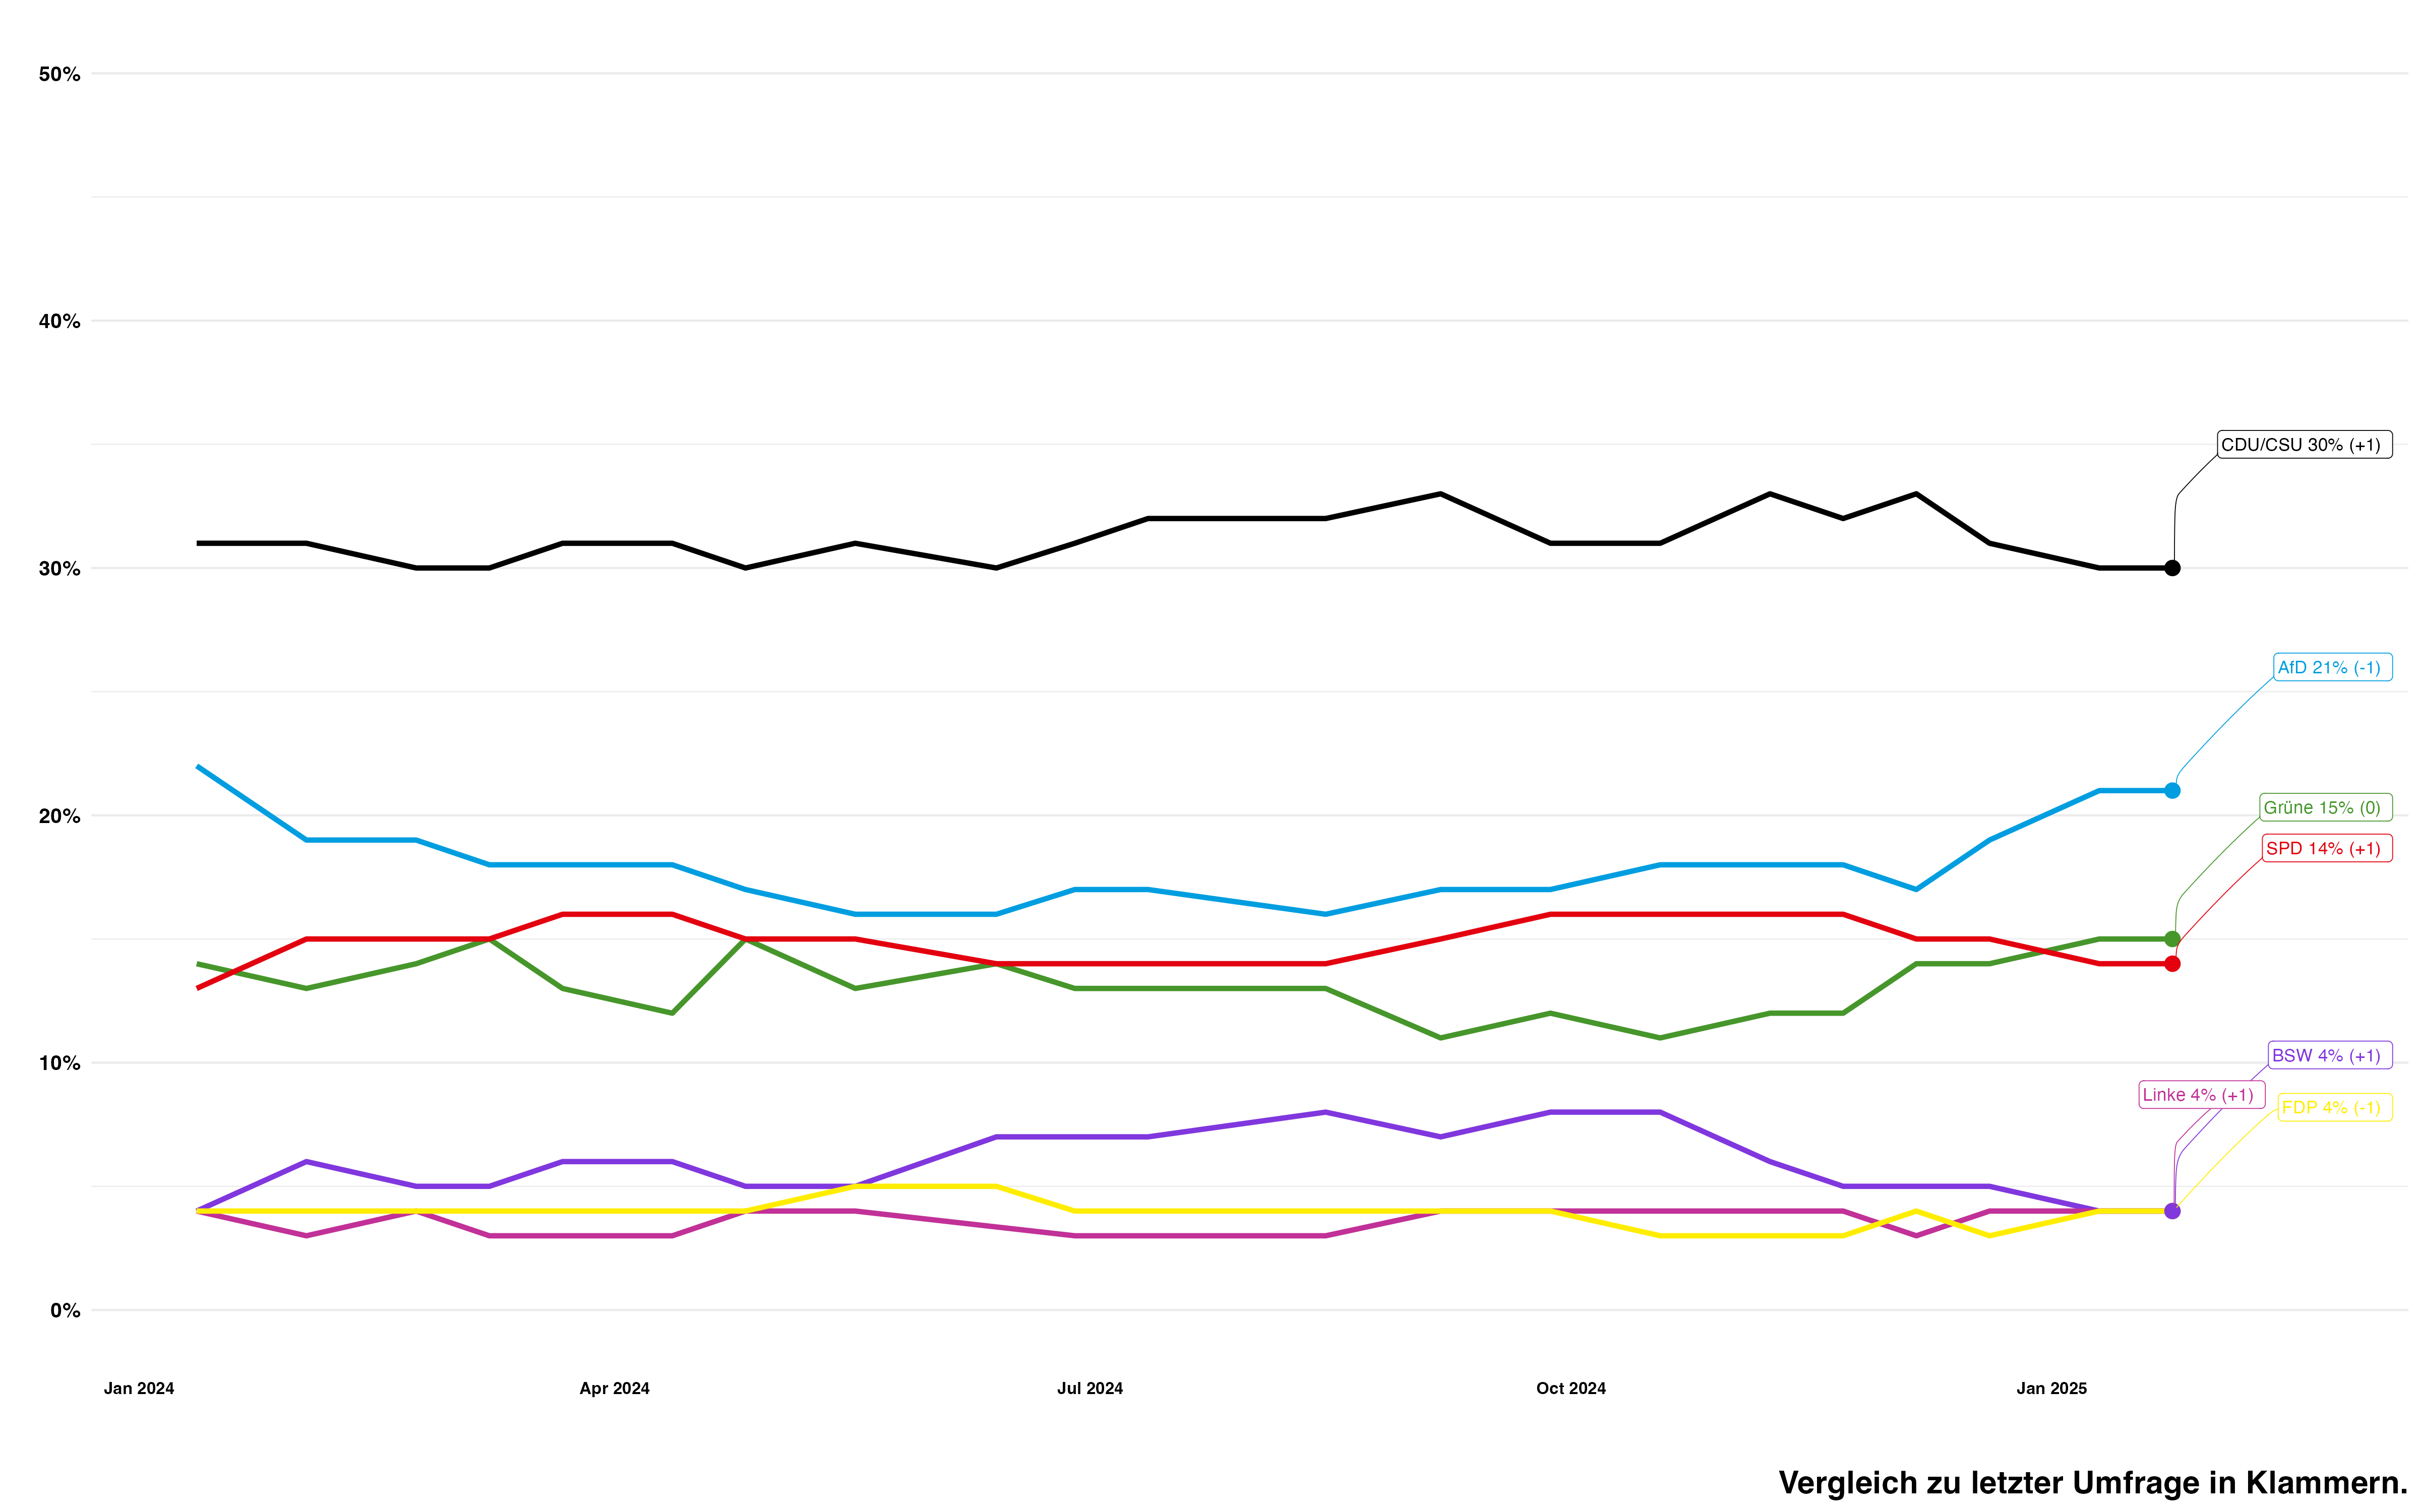 50%
40%
30%
20%
10%
0%
CDU/CSU 30% (+1)
AfD 21% (-1)
Grüne 15% (0)
SPD 14% (+1)
BSW 4% (+1)
Linke 4% (+1)
FDP 4% (-1)
Jan 2024
Apr 2024
Jul 2024
Oct 2024
Jan 2025
Vergleich zu letzter Umfrage in Klammern.